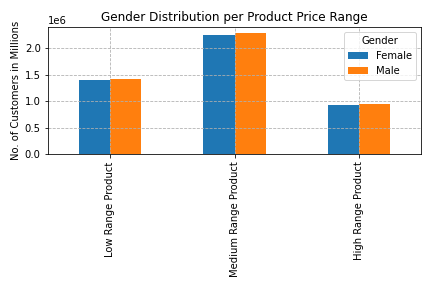 Gender Distribution per Product Price Range
1e6
No. of Customers in Millions
2.0
1.5
1.0
0.5
0.0
Gender
Female
Male
Low Range Product
Medium Range Product
High Range Product